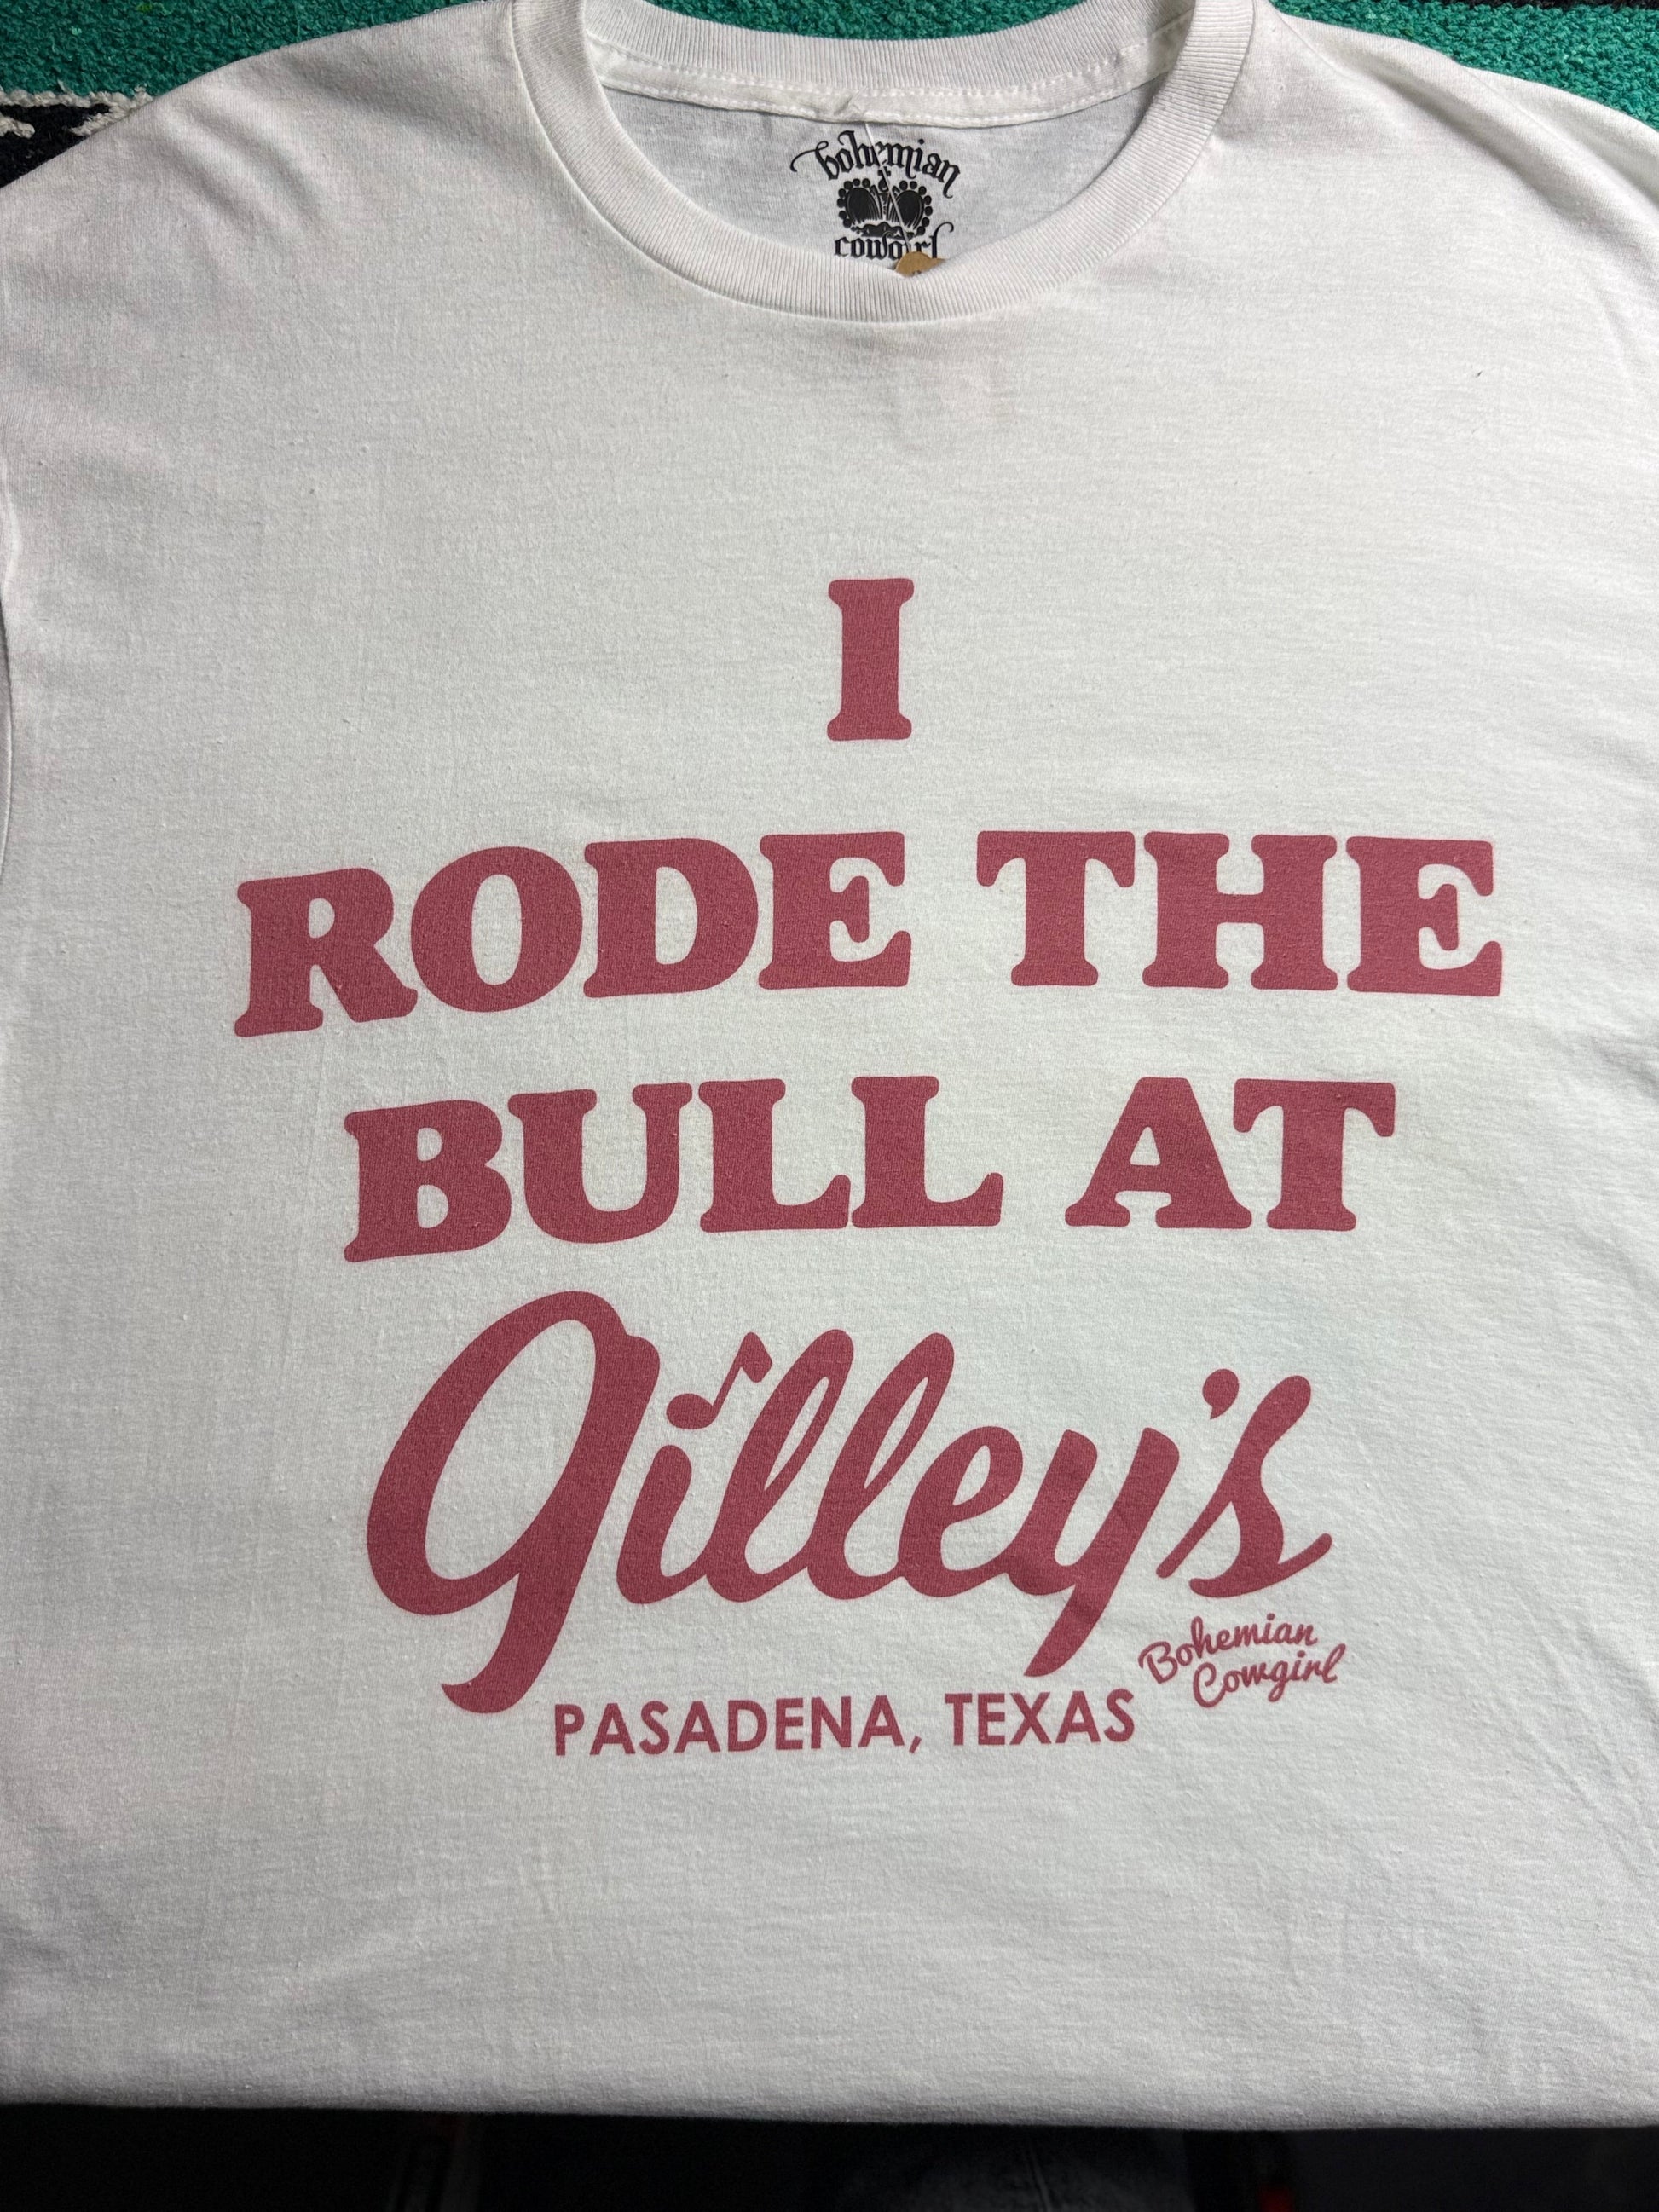 bohemian
cowgirl
I
RODE THE
BULL AT
Gilley's
Bohemian
Cowgirl
PASADENA, TEXAS